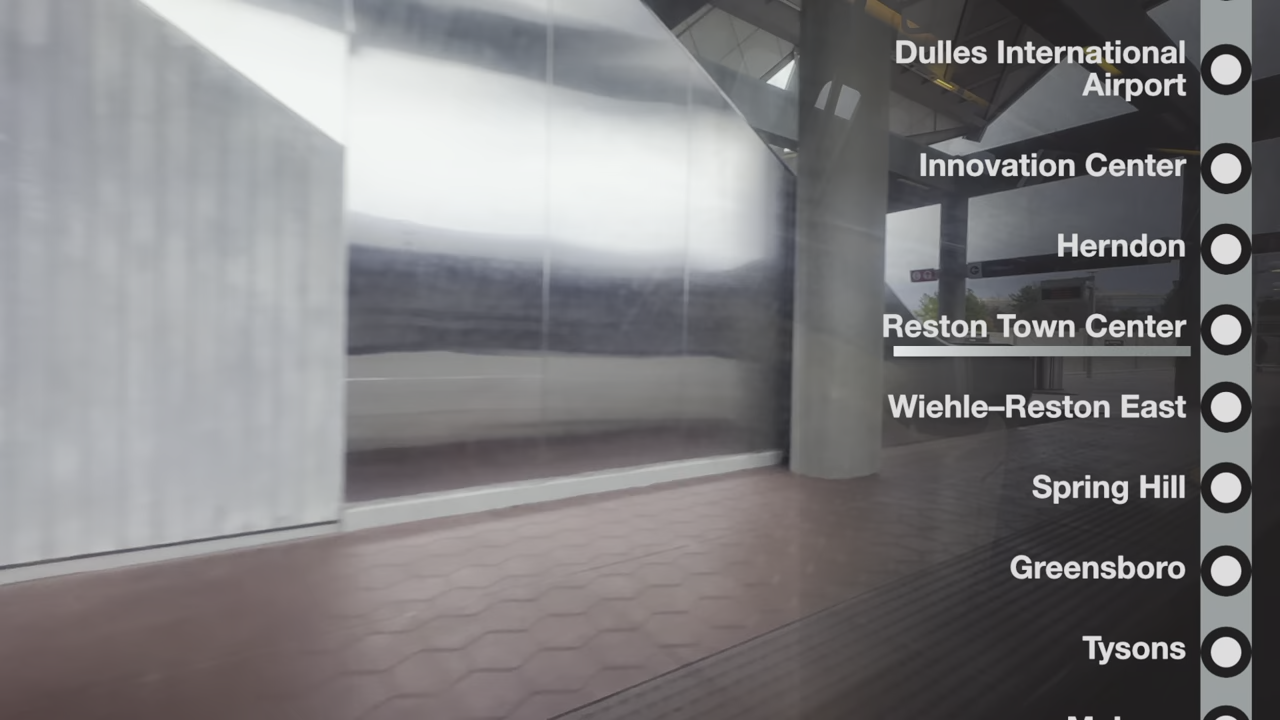 Dulles International
Airport
Innovation Center
Herndon
Reston Town Center
Wiehle–Reston East
Spring Hill
Greensboro
Tysons